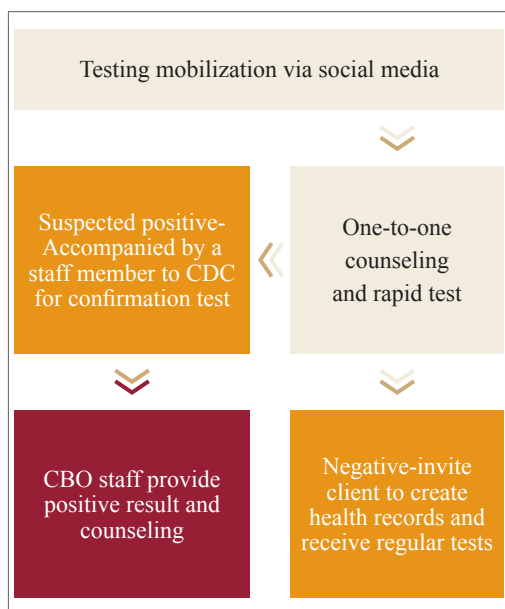 Testing mobilization via social media
Suspected positive-
Accompanied by a
staff member to CDC
for confirmation test
One-to-one
counseling
and rapid test
CBO staff provide
positive result and
counseling
Negative-invite
client to create
health records and
receive regular tests